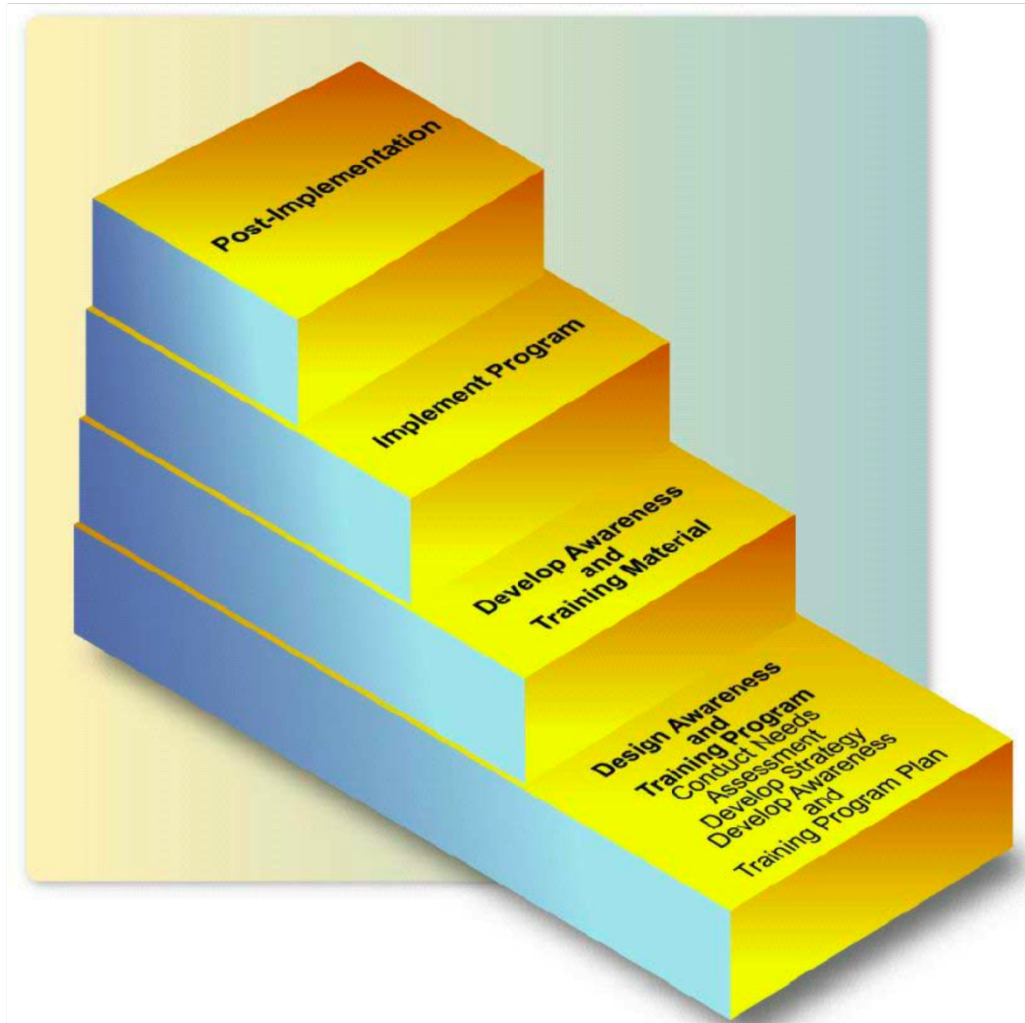 Post-Implementation
Implement Program
Develop Awareness
and
Training Material
Design Awareness
and
Training Program
Conduct Needs
Assessment
Develop Strategy
Develop Awareness
and
Training Program Plan